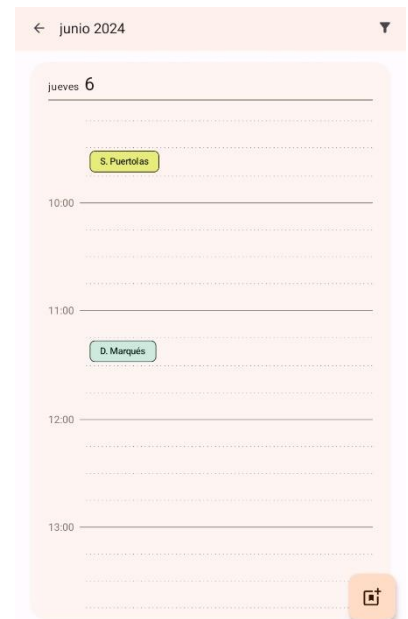 junio 2024
jueves 6
S. Puertolas
10:00
11:00
D. Marqués
12:00
13:00